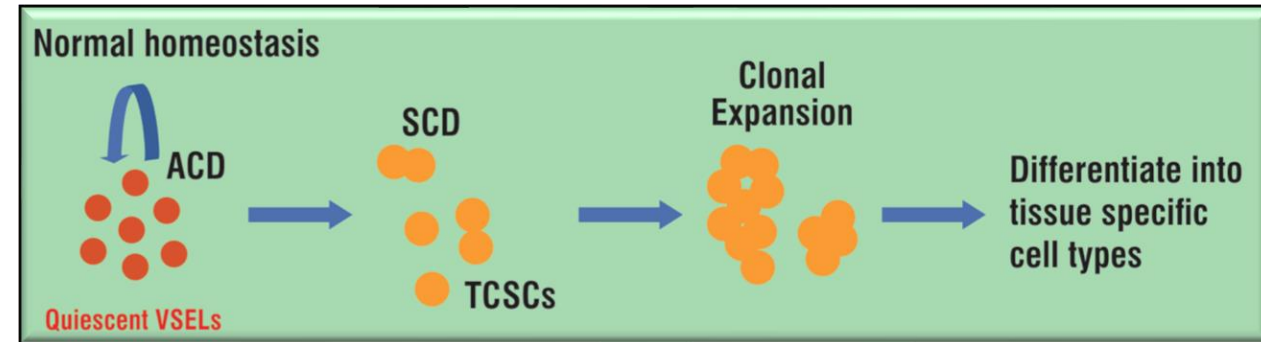 Normal homeostasis
ACD
Quiescent VSELs
SCD
TCSCs
Clonal
Expansion
Differentiate into
tissue specific
cell types